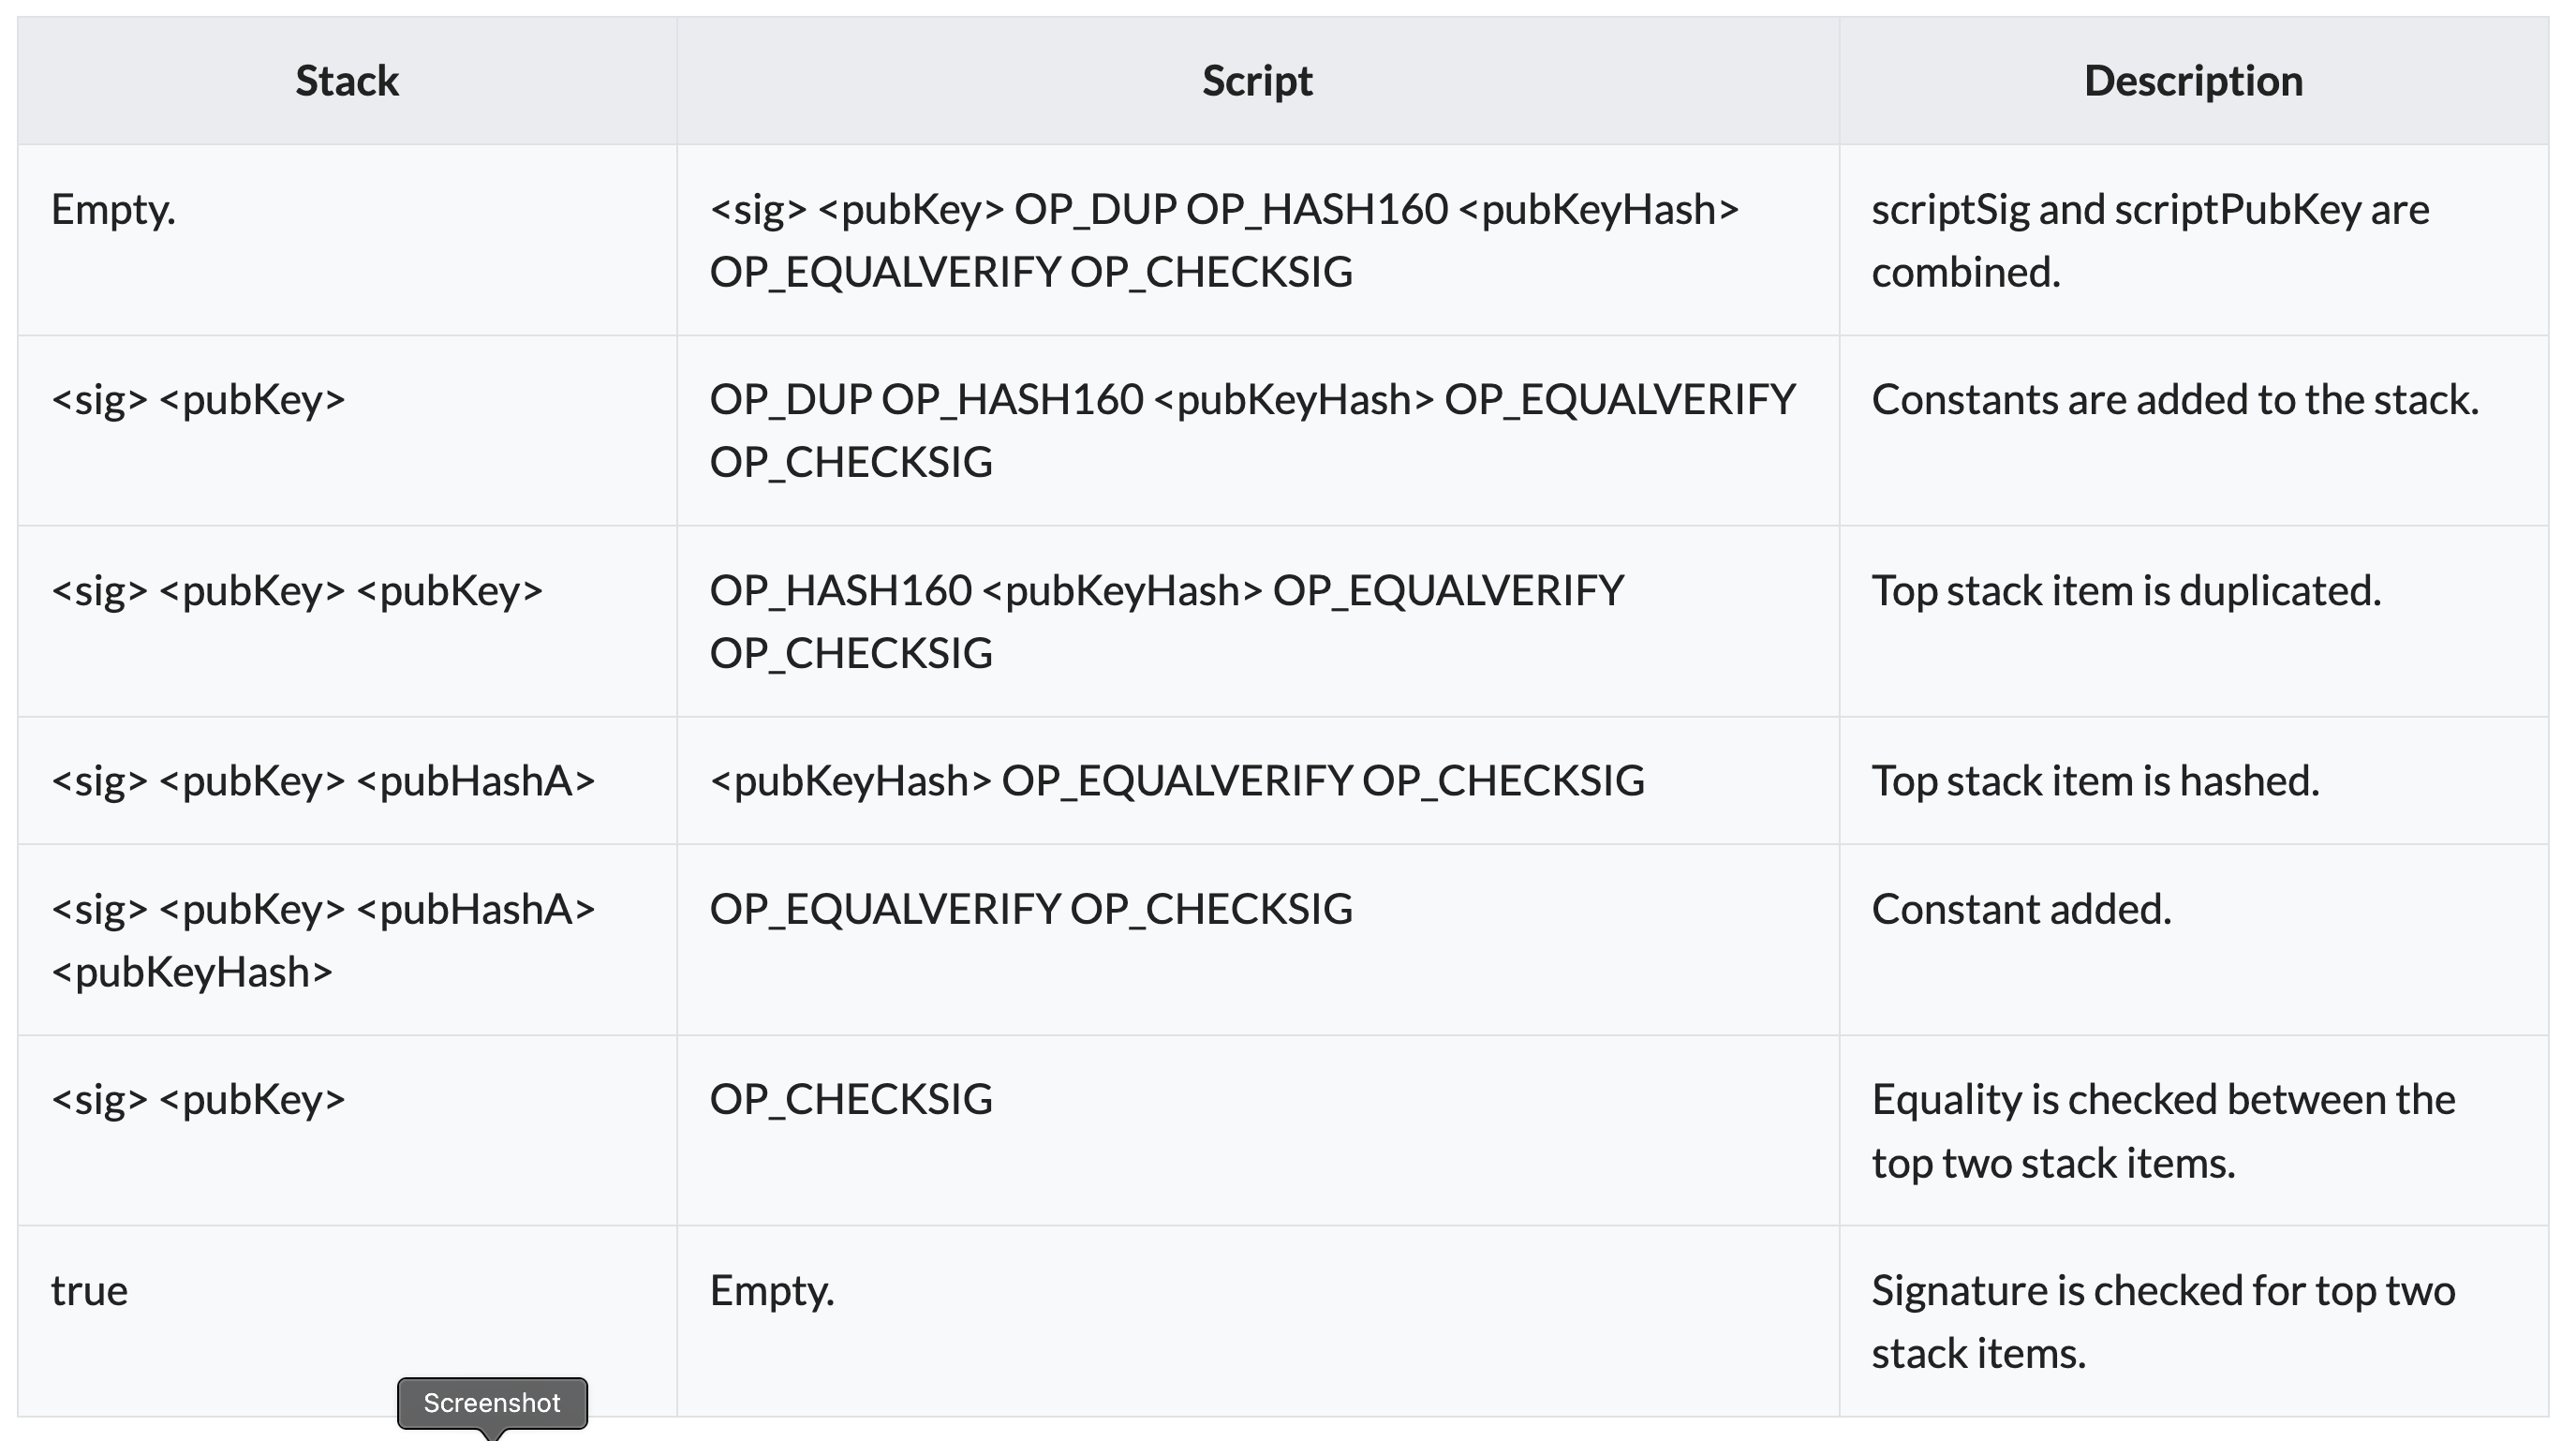 Stack
Script
Description
Empty.
<sig> <pubKey> OP_DUP OP_HASH160 <pubKeyHash>
OP_EQUALVERIFY OP_CHECKSIG
scriptSig and scriptPubKey are
combined.
<sig> <pubKey>
OP_DUP OP_HASH160 <pubKeyHash> OP_EQUALVERIFY
OP_CHECKSIG
Constants are added to the stack.
<sig> <pubKey> <pubKey>
OP_HASH160 <pubKeyHash> OP_EQUALVERIFY
OP_CHECKSIG
Top stack item is duplicated.
<sig> <pubKey> <pubHashA>
<pubKeyHash> OP_EQUALVERIFY OP_CHECKSIG
Top stack item is hashed.
<sig> <pubKey> <pubHashA>
<pubKeyHash>
OP_EQUALVERIFY OP_CHECKSIG
Constant added.
<sig> <pubKey>
OP_CHECKSIG
Equality is checked between the
top two stack items.
true
Empty.
Signature is checked for top two
stack items.
Screenshot